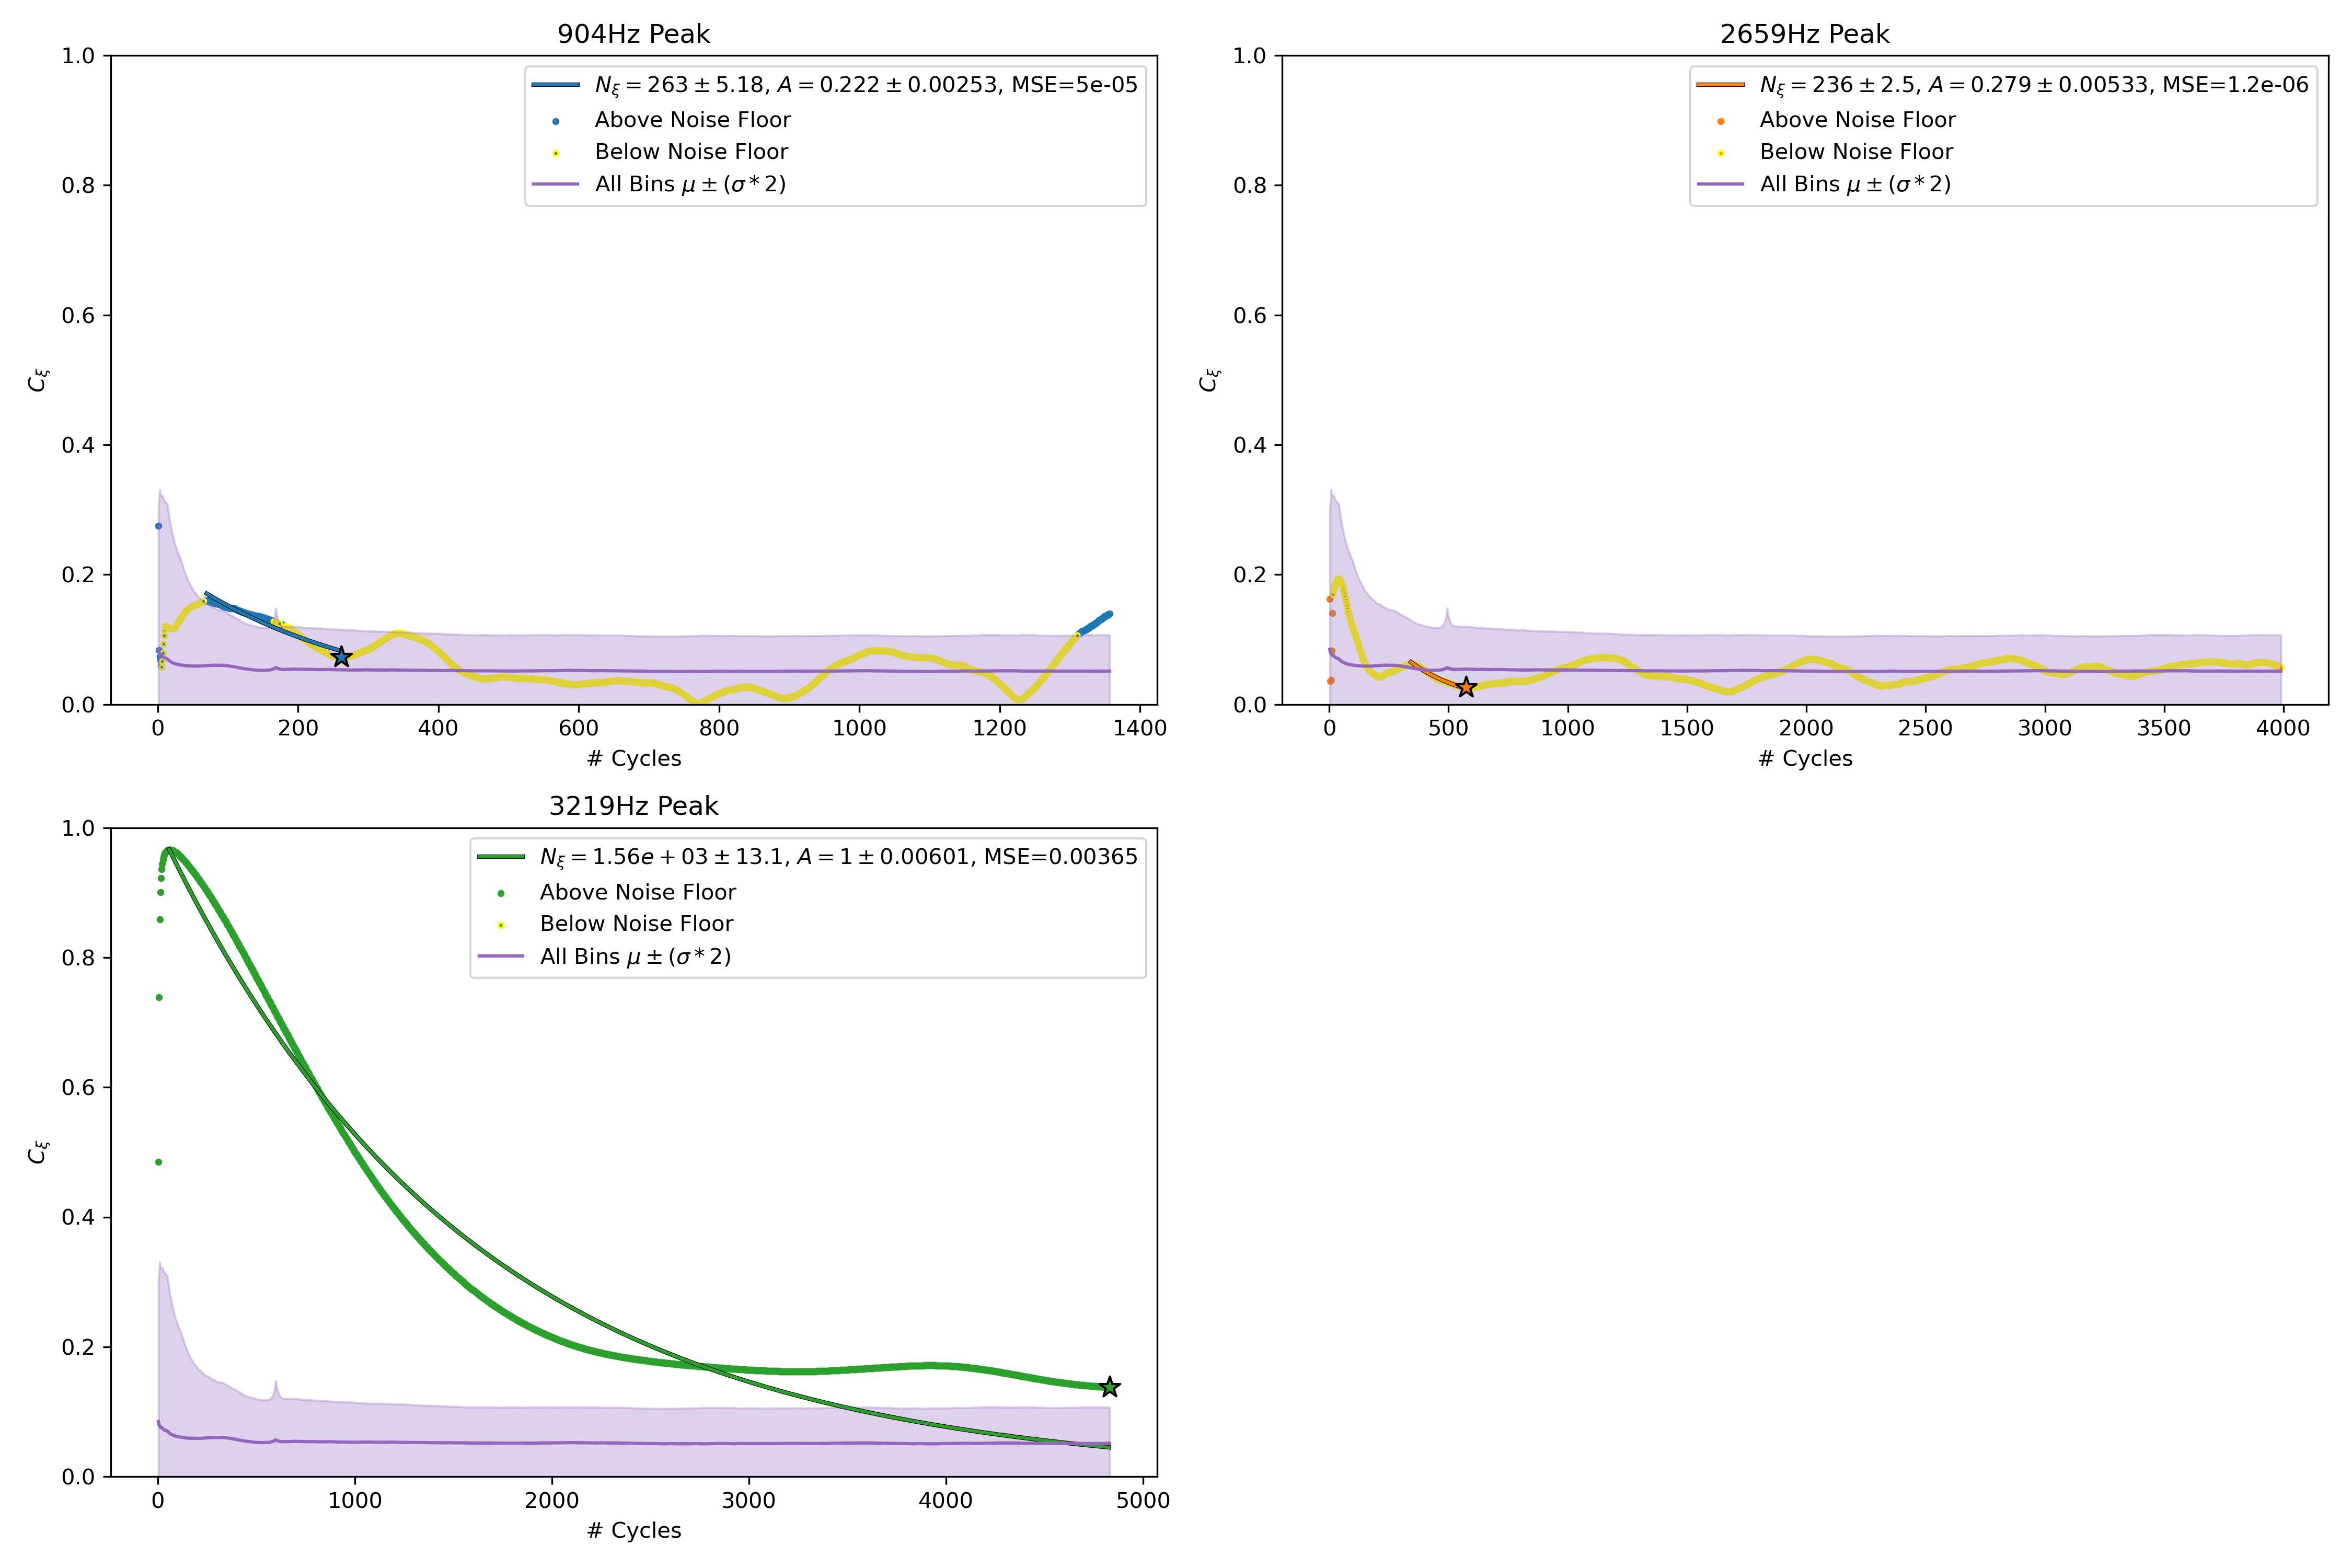 904Hz Peak
1.0
0.8
0.6
0.4
0.2
0.0
C_ξ
N_ξ = 263 ± 5.18, A = 0.222 ± 0.00253, MSE=5e-05
Above Noise Floor
Below Noise Floor
All Bins μ ± (σ * 2)
0 200 400 600 800 1000 1200 1400
# Cycles
2659Hz Peak
1.0
0.8
0.6
0.4
0.2
0.0
C_ξ
N_ξ = 236 ± 2.5, A = 0.279 ± 0.00533, MSE=1.2e-06
Above Noise Floor
Below Noise Floor
All Bins μ ± (σ * 2)
0 500 1000 1500 2000 2500 3000 3500 4000
# Cycles
3219Hz Peak
1.0
0.8
0.6
0.4
0.2
0.0
C_ξ
N_ξ = 1.56e + 03 ± 13.1, A = 1 ± 0.00601, MSE=0.00365
Above Noise Floor
Below Noise Floor
All Bins μ ± (σ * 2)
0 1000 2000 3000 4000 5000
# Cycles